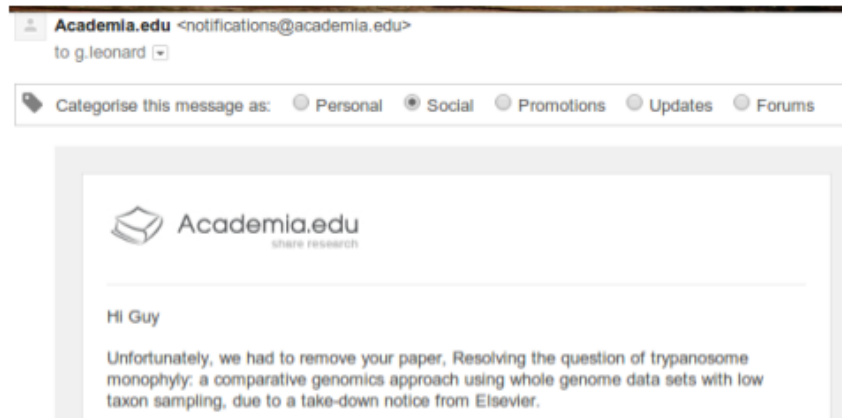 Academia.edu <notifications@academia.edu>
to g.leonard
Categorise this message as: Personal Social Promotions Updates Forums
Academia.edu
share research
Hi Guy
Unfortunately, we had to remove your paper, Resolving the question of trypanosome
monophyly: a comparative genomics approach using whole genome data sets with low
taxon sampling, due to a take-down notice from Elsevier.